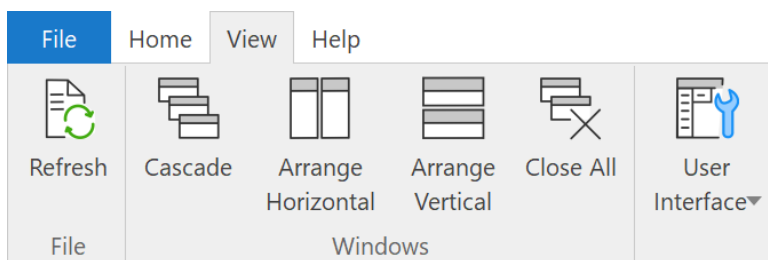 File Home View Help
Refresh Cascade Arrange Horizontal Arrange Vertical Close All User Interface
File Windows